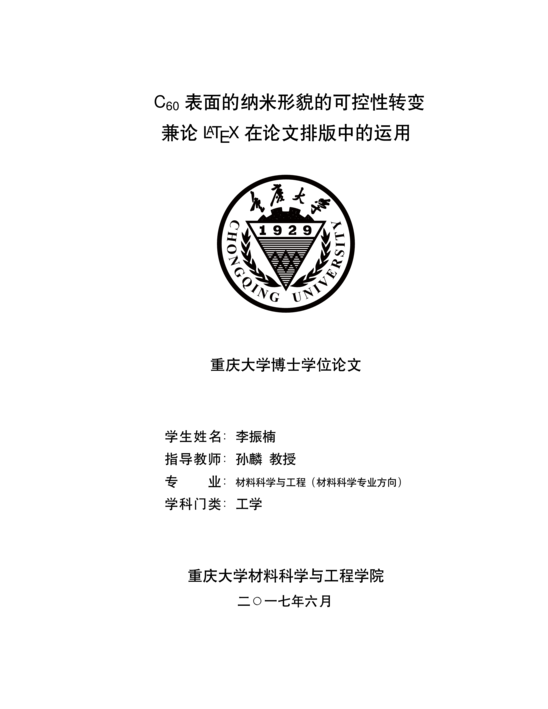 C60 表面的纳米形貌的可控性转变
兼论 LATEX 在论文排版中的运用
重庆大学
1929
CHONGQING UNIVERSITY
重庆大学博士学位论文
学生姓名：李振楠
指导教师：孙麟 教授
专 业：材料科学与工程（材料科学专业方向）
学科门类：工学
重庆大学材料科学与工程学院
二○一七年六月